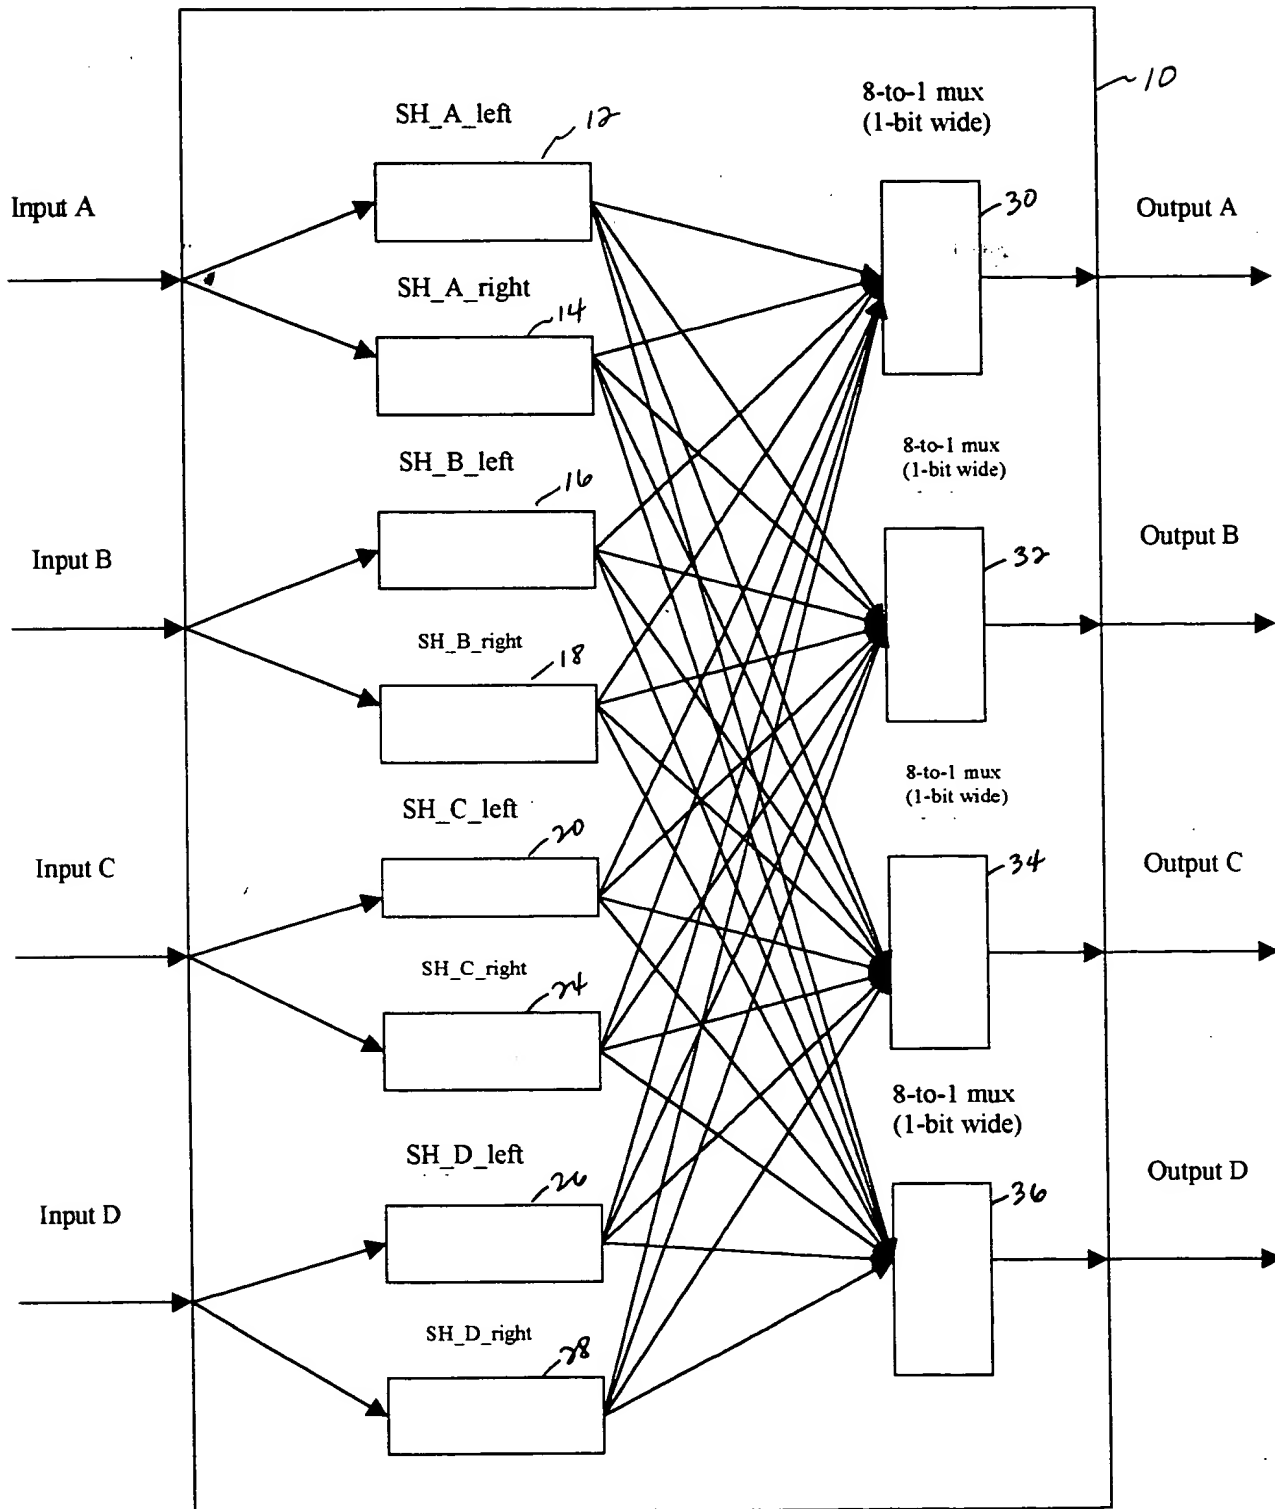 10
8-to-1 mux
(1-bit wide)
SH_A_left
12
30
Input A
Output A
SH_A_right
14
8-to-1 mux
(1-bit wide)
SH_B_left
16
32
Output B
Input B
SH_B_right
18
8-to-1 mux
(1-bit wide)
SH_C_left
20
34
Output C
Input C
SH_C_right
24
8-to-1 mux
(1-bit wide)
SH_D_left
26
36
Output D
Input D
SH_D_right
28